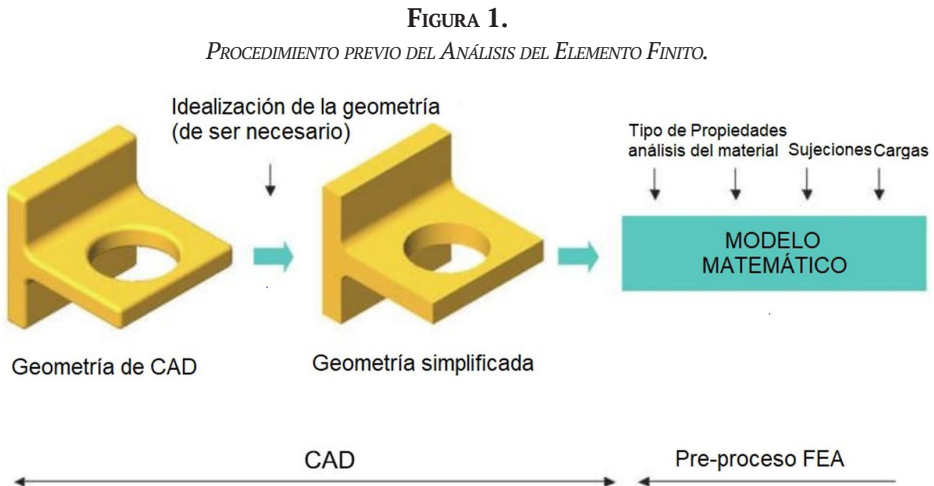 FIGURA 1.
PROCEDIMIENTO PREVIO DEL ANÁLISIS DEL ELEMENTO FINITO.
Idealización de la geometría
(de ser necesario)
Tipo de Propiedades
análisis del material Sujeciones Cargas
MODELO
MATEMÁTICO
Geometría de CAD
Geometría simplificada
CAD
Pre-proceso FEA